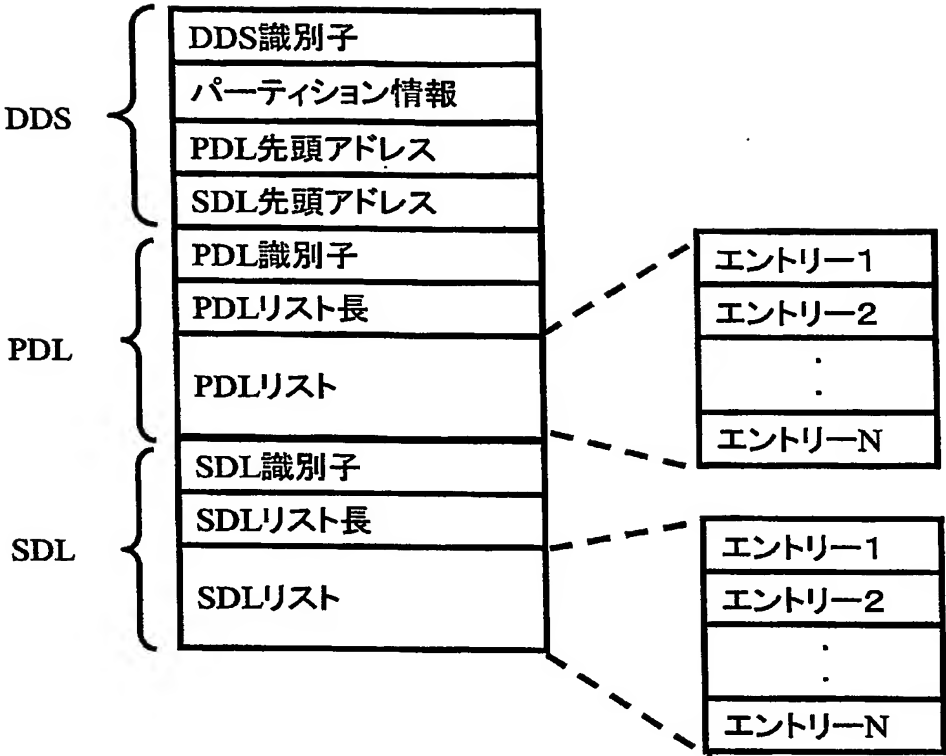 DDS
DDS識別子
パーティション情報
PDL先頭アドレス
SDL先頭アドレス
PDL
PDL識別子
PDLリスト長
PDLリスト
SDL
SDL識別子
SDLリスト長
SDLリスト
エントリー1
エントリー2
エントリーN
エントリー1
エントリー2
エントリーN